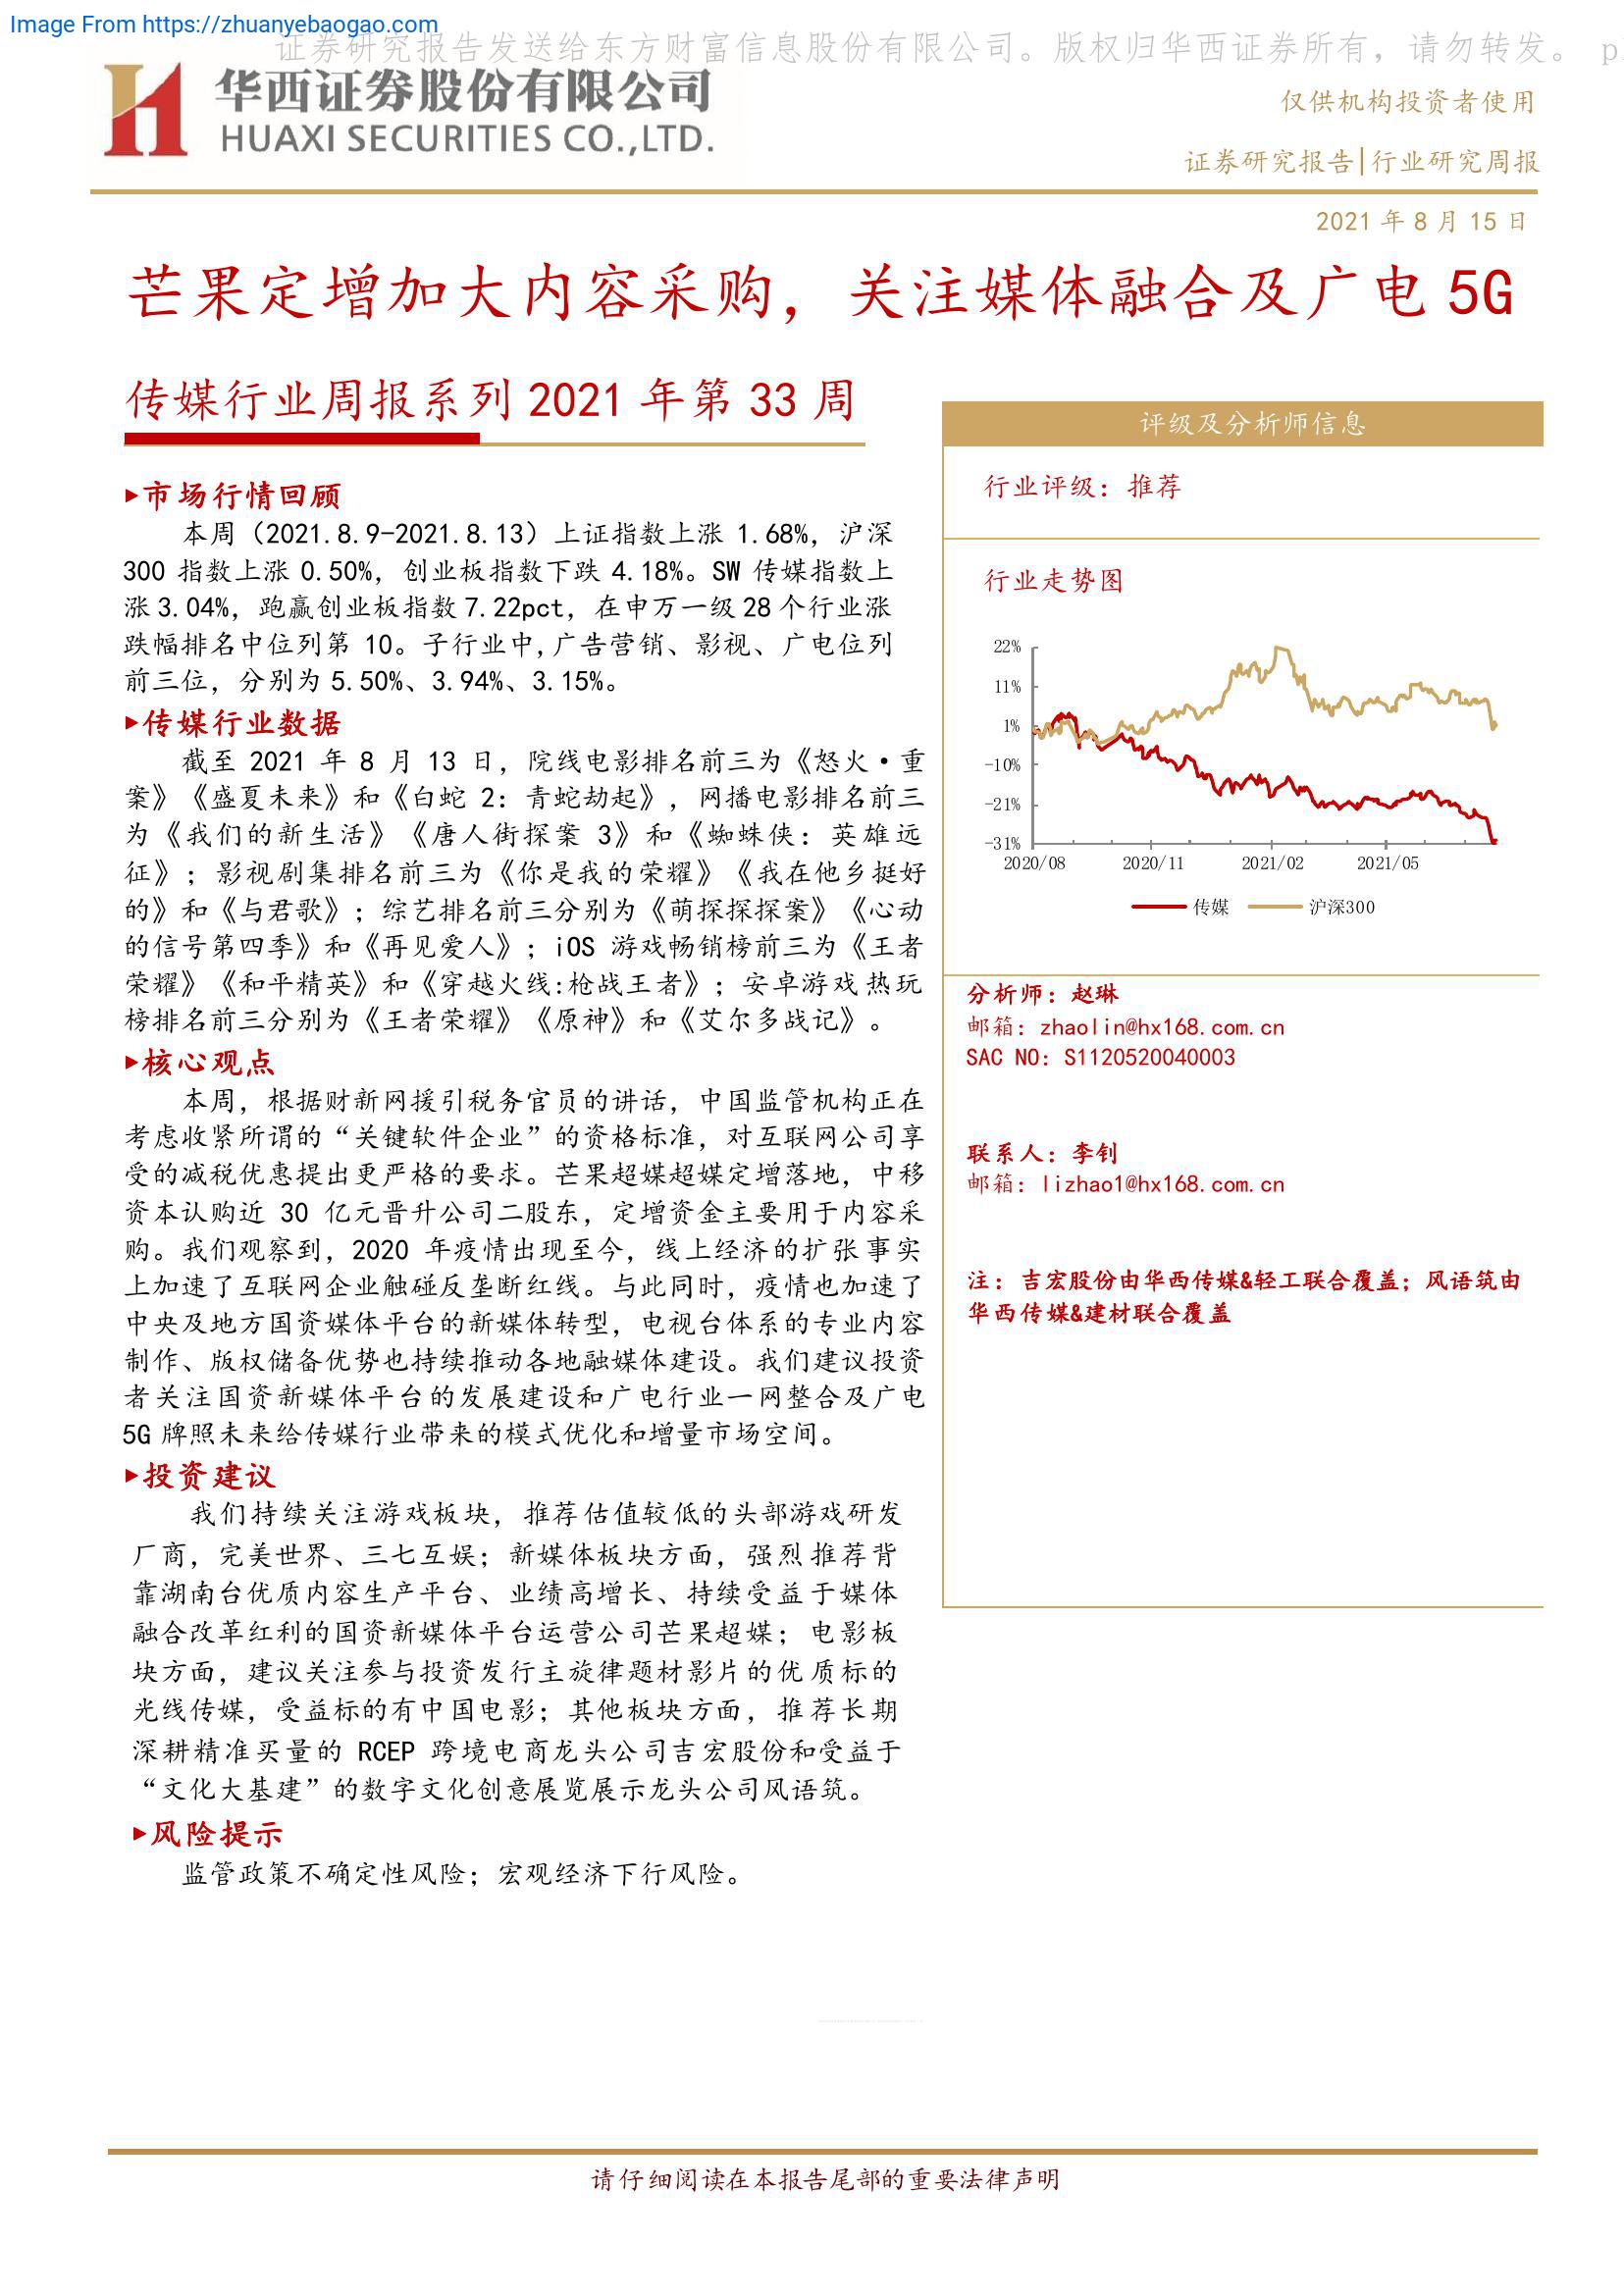 Image From https://zhuanyebaogao.com
证券研究报告发送给东方财富信息股份有限公司。版权归华西证券所有，请勿转发。 p
华西证券股份有限公司
HUAXI SECURITIES CO.,LTD.
仅供机构投资者使用
证券研究报告|行业研究周报
2021 年 8 月 15 日
芒果定增加大内容采购，关注媒体融合及广电 5G
传媒行业周报系列 2021 年第 33 周
▸市场行情回顾
本周（2021.8.9-2021.8.13）上证指数上涨 1.68%，沪深
300 指数上涨 0.50%，创业板指数下跌 4.18%。SW 传媒指数上
涨 3.04%，跑赢创业板指数 7.22pct，在申万一级 28 个行业涨
跌幅排名中位列第 10。子行业中,广告营销、影视、广电位列
前三位，分别为 5.50%、3.94%、3.15%。
▸传媒行业数据
截至 2021 年 8 月 13 日，院线电影排名前三为《怒火·重
案》《盛夏未来》和《白蛇 2：青蛇劫起》，网播电影排名前三
为《我们的新生活》《唐人街探案 3》和《蜘蛛侠：英雄远
征》；影视剧集排名前三为《你是我的荣耀》《我在他乡挺好
的》和《与君歌》；综艺排名前三分别为《萌探探探案》《心动
的信号第四季》和《再见爱人》；iOS 游戏畅销榜前三为《王者
荣耀》《和平精英》和《穿越火线:枪战王者》；安卓游戏热玩
榜排名前三分别为《王者荣耀》《原神》和《艾尔多战记》。
▸核心观点
本周，根据财新网援引税务官员的讲话，中国监管机构正在
考虑收紧所谓的“关键软件企业”的资格标准，对互联网公司享
受的减税优惠提出更严格的要求。芒果超媒超媒定增落地，中移
资本认购近 30 亿元晋升公司二股东，定增资金主要用于内容采
购。我们观察到，2020 年疫情出现至今，线上经济的扩张事实
上加速了互联网企业触碰反垄断红线。与此同时，疫情也加速了
中央及地方国资媒体平台的新媒体转型，电视台体系的专业内容
制作、版权储备优势也持续推动各地融媒体建设。我们建议投资
者关注国资新媒体平台的发展建设和广电行业一网整合及广电
5G 牌照未来给传媒行业带来的模式优化和增量市场空间。
▸投资建议
我们持续关注游戏板块，推荐估值较低的头部游戏研发
厂商，完美世界、三七互娱；新媒体板块方面，强烈推荐背
靠湖南台优质内容生产平台、业绩高增长、持续受益于媒体
融合改革红利的国资新媒体平台运营公司芒果超媒；电影板
块方面，建议关注参与投资发行主旋律题材影片的优质标的
光线传媒，受益标的有中国电影；其他板块方面，推荐长期
深耕精准买量的 RCEP 跨境电商龙头公司吉宏股份和受益于
“文化大基建”的数字文化创意展览展示龙头公司风语筑。
▸风险提示
监管政策不确定性风险；宏观经济下行风险。
评级及分析师信息
行业评级：推荐
行业走势图
22%
11%
1%
-10%
-21%
-31%
2020/08 2020/11 2021/02 2021/05
传媒 沪深300
分析师：赵琳
邮箱：zhaolin@hx168.com.cn
SAC NO：S1120520040003
联系人：李钊
邮箱：lizhao1@hx168.com.cn
注：吉宏股份由华西传媒&轻工联合覆盖；风语筑由
华西传媒&建材联合覆盖
请仔细阅读在本报告尾部的重要法律声明